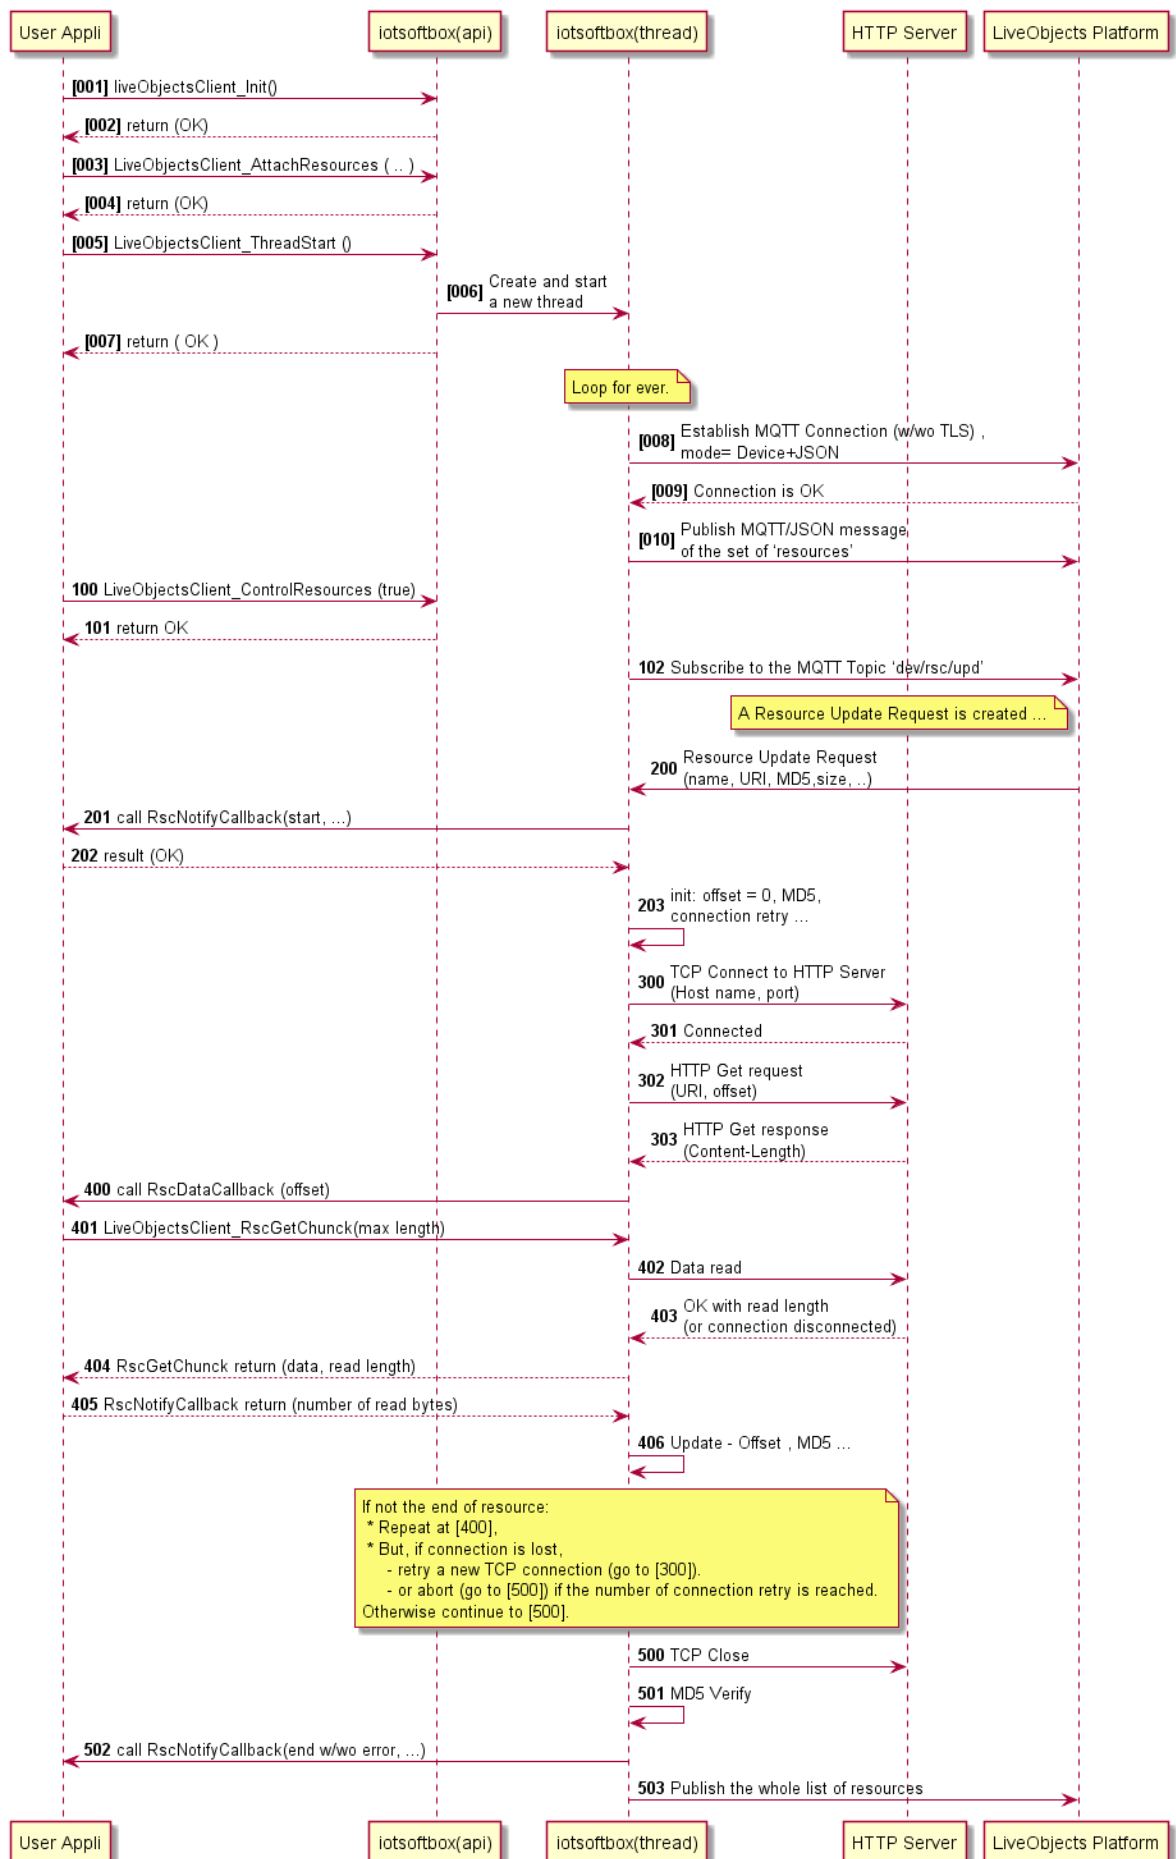 User Appli
iotsoftbox(api)
iotsoftbox(thread)
HTTP Server
LiveObjects Platform
[001] liveObjectsClient_Init()
[002] return (OK)
[003] LiveObjectsClient_AttachResources ( .. )
[004] return (OK)
[005] LiveObjectsClient_ThreadStart ()
[006] Create and start
a new thread
[007] return ( OK )
Loop for ever.
[008] Establish MQTT Connection (w/wo TLS) ,
mode= Device+JSON
[009] Connection is OK
[010] Publish MQTT/JSON message
of the set of ‘resources’
100 LiveObjectsClient_ControlResources (true)
101 return OK
102 Subscribe to the MQTT Topic ‘dev/rsc/upd’
A Resource Update Request is created ...
200 Resource Update Request
(name, URI, MD5,size, ..)
201 call RscNotifyCallback(start, ...)
202 result (OK)
203 init: offset = 0, MD5,
connection retry ...
300 TCP Connect to HTTP Server
(Host name, port)
301 Connected
302 HTTP Get request
(URI, offset)
303 HTTP Get response
(Content-Length)
400 call RscDataCallback (offset)
401 LiveObjectsClient_RscGetChunck(max length)
402 Data read
403 OK with read length
(or connection disconnected)
404 RscGetChunck return (data, read length)
405 RscNotifyCallback return (number of read bytes)
406 Update - Offset , MD5 ...
If not the end of resource:
* Repeat at [400],
* But, if connection is lost,
- retry a new TCP connection (go to [300]).
- or abort (go to [500]) if the number of connection retry is reached.
Otherwise continue to [500].
500 TCP Close
501 MD5 Verify
502 call RscNotifyCallback(end w/wo error, ...)
503 Publish the whole list of resources
User Appli
iotsoftbox(api)
iotsoftbox(thread)
HTTP Server
LiveObjects Platform